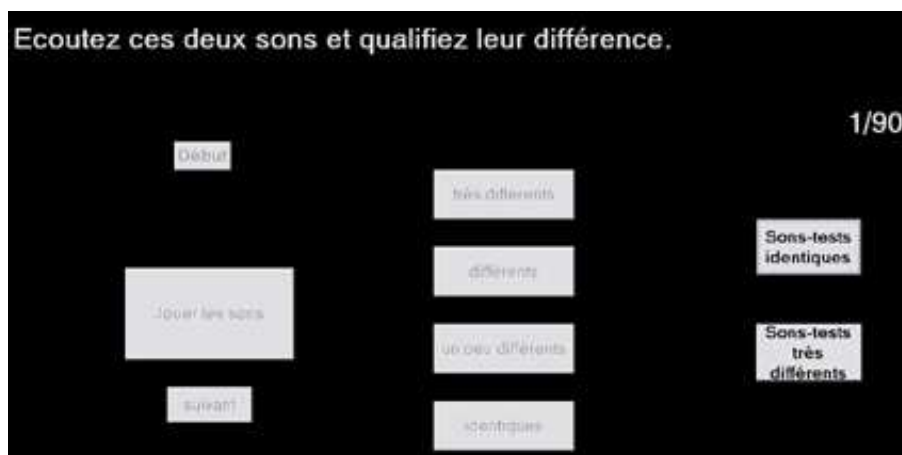 Ecoutez ces deux sons et qualifiez leur différence.
1/90
Début
très différents
Sons-tests
identiques
différents
Jouer les sons
Sons-tests
très
différents
un peu différents
suivant
identiques